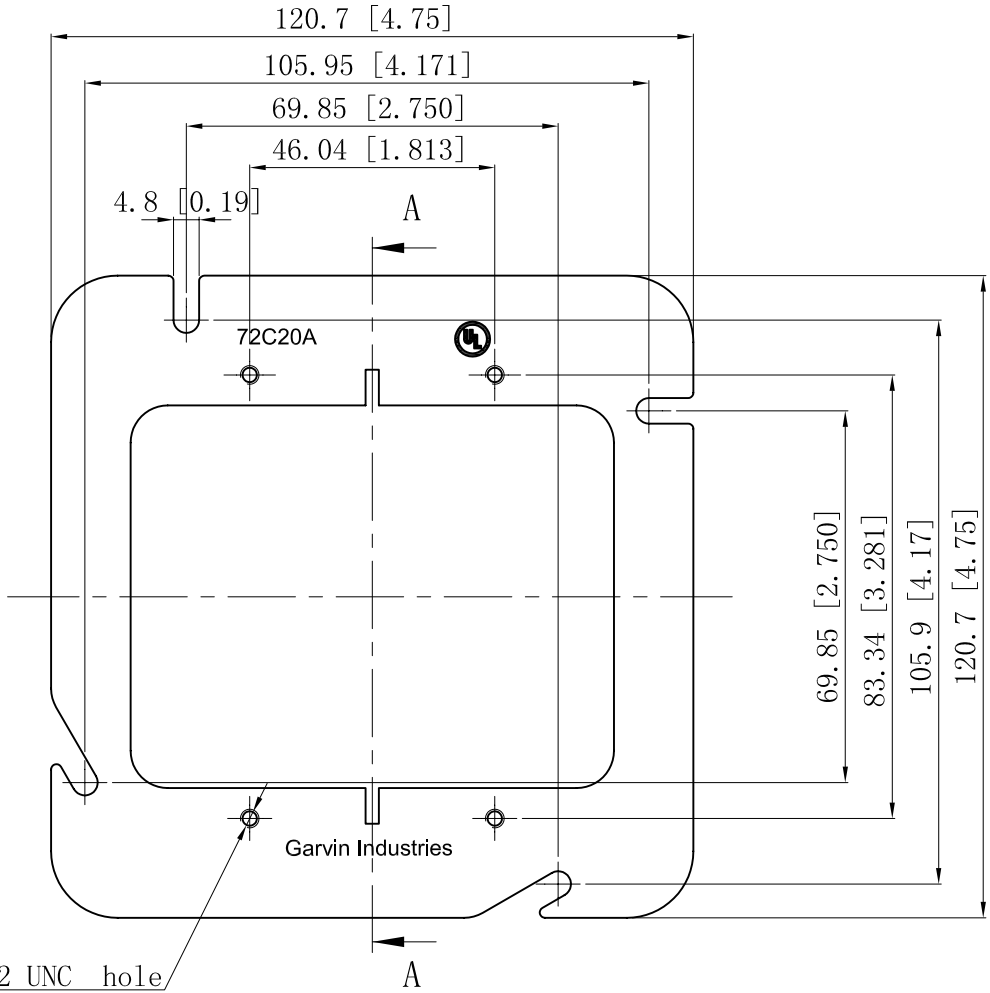 120.7 [4.75]
105.95 [4.171]
69.85 [2.750]
46.04 [1.813]
4.8 [0.19]
A
72C20A
UL
69.85 [2.750]
83.34 [3.281]
105.9 [4.17]
120.7 [4.75]
Garvin Industries
2 UNC hole
A